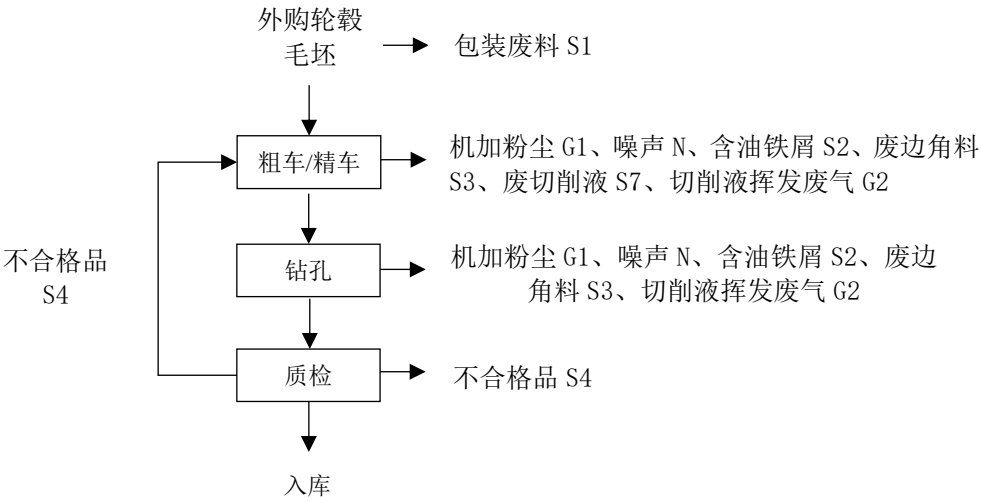 外购轮毂
毛坯
包装废料 S1
粗车/精车
机加粉尘 G1、噪声 N、含油铁屑 S2、废边角料
S3、废切削液 S7、切削液挥发废气 G2
不合格品
S4
钻孔
机加粉尘 G1、噪声 N、含油铁屑 S2、废边
角料 S3、切削液挥发废气 G2
质检
不合格品 S4
入库